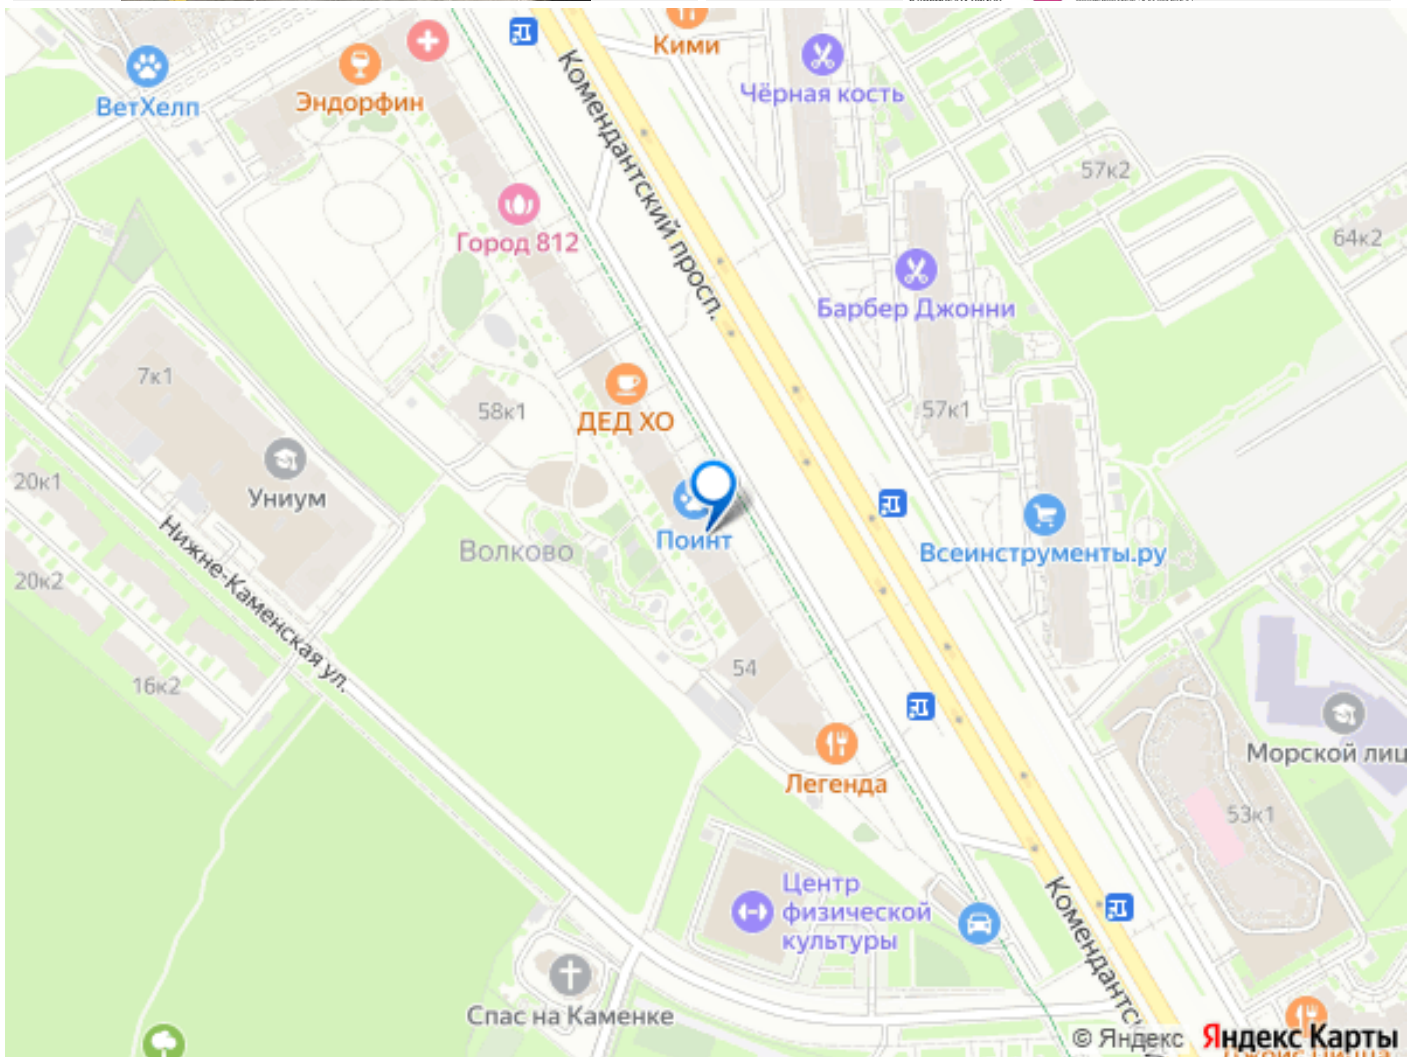 Кими
Комендантский просп.
Чёрная кость
ВетХелп
Эндорфин
57к2
Город 812
64к2
Барбер Джонни
7к1
58к1
ДЕД ХО
57к1
20к1
Униум
Поинт
Волково
Всеинструменты.ру
Нижне-Каменская ул.
20к2
54
16к2
Морской лиц
Легенда
53к1
Центр
физической
культуры
Комендантс
Спас на Каменке
© Яндекс Яндекс Карты